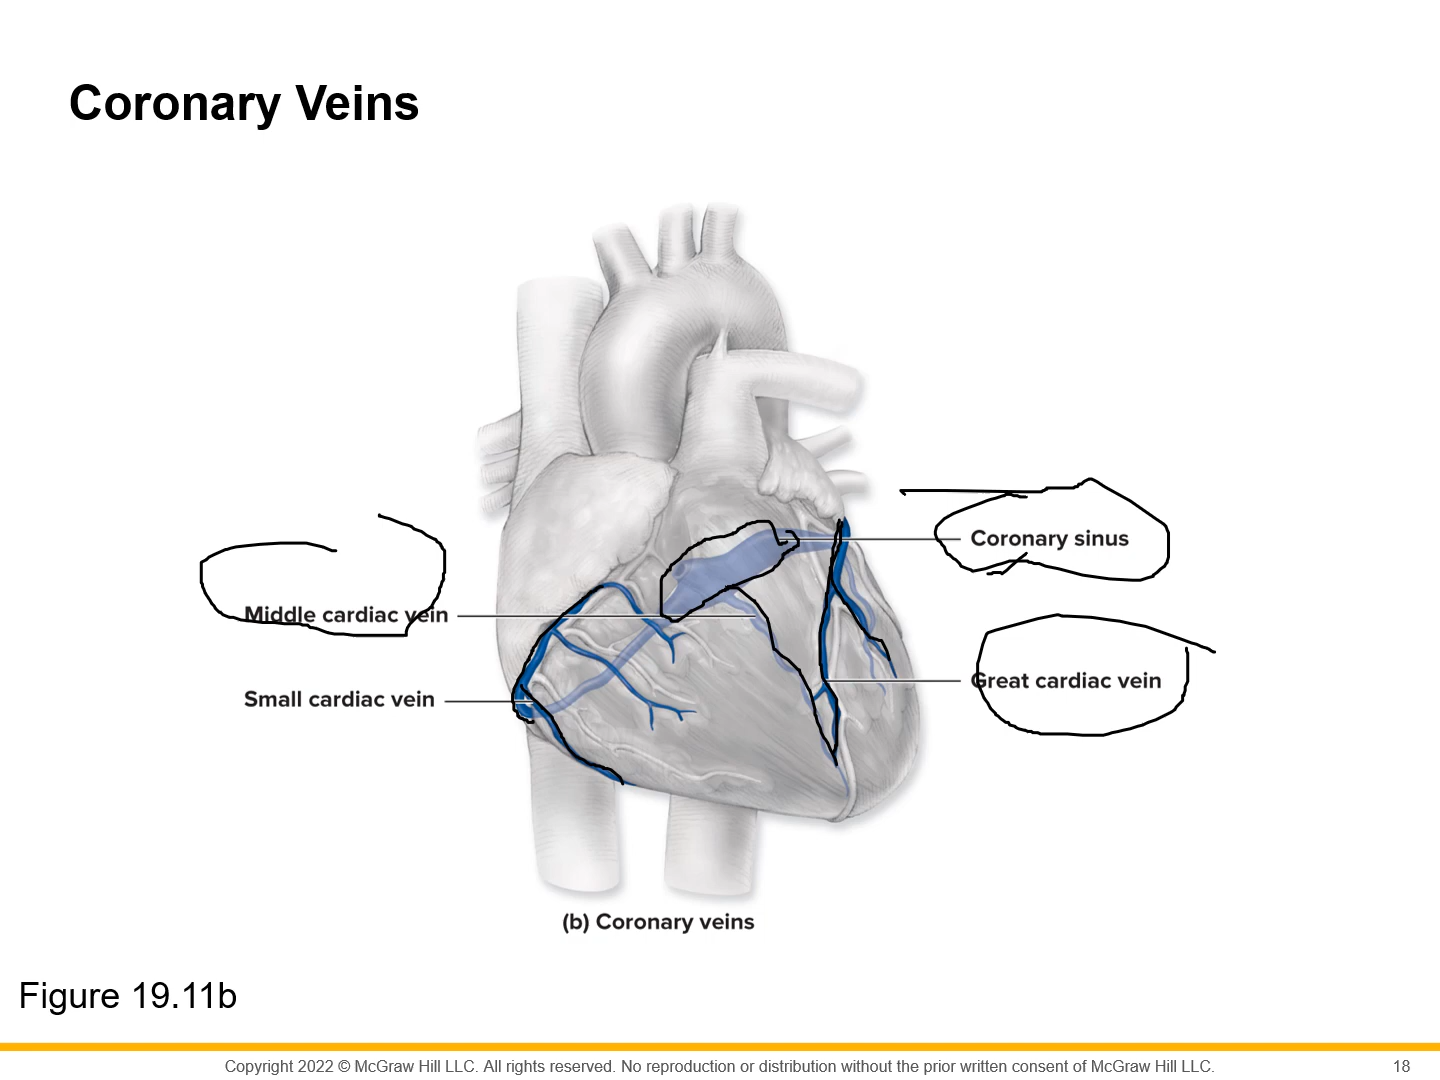 Coronary Veins
Coronary sinus
Middle cardiac vein
Great cardiac vein
Small cardiac vein
(b) Coronary veins
Figure 19.11b
Copyright 2022 © McGraw Hill LLC. All rights reserved. No reproduction or distribution without the prior written consent of McGraw Hill LLC.
18